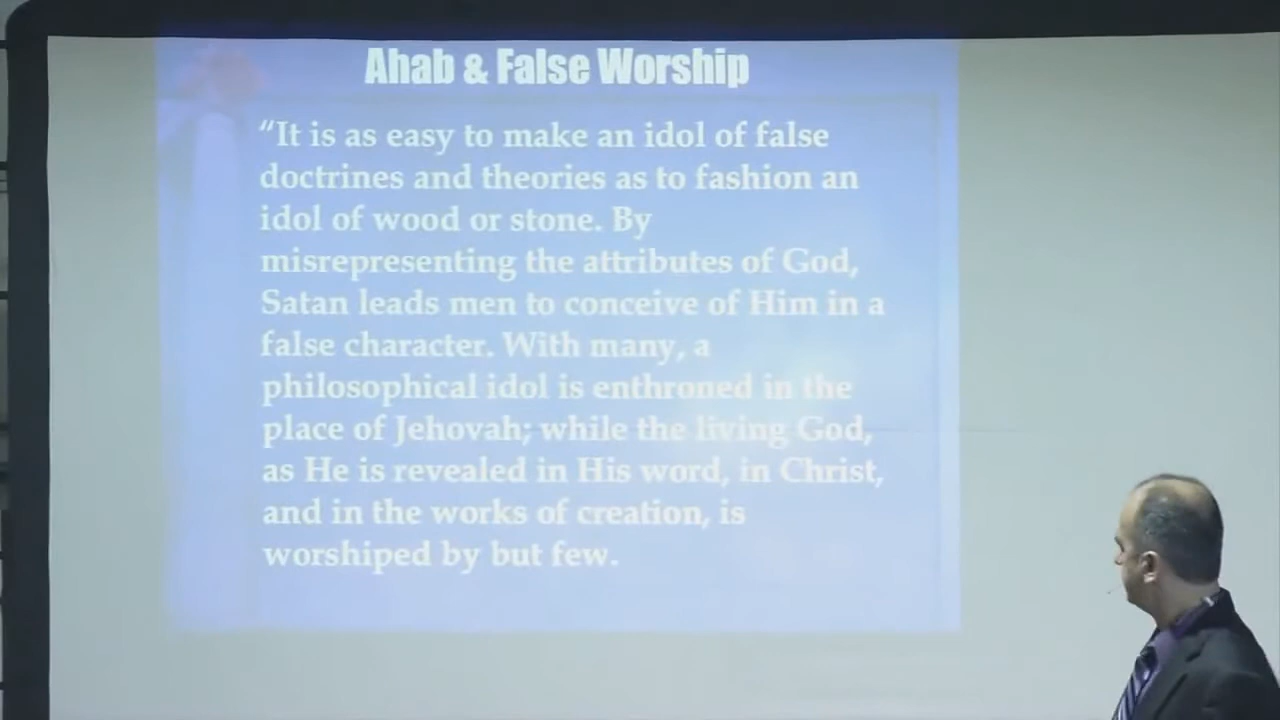 Ahab & False Worship
“It is as easy to make an idol of false
doctrines and theories as to fashion an
idol of wood or stone. By
misrepresenting the attributes of God,
Satan leads men to conceive of Him in a
false character. With many, a
philosophical idol is enthroned in the
place of Jehovah; while the living God,
as He is revealed in His word, in Christ,
and in the works of creation, is
worshiped by but few.